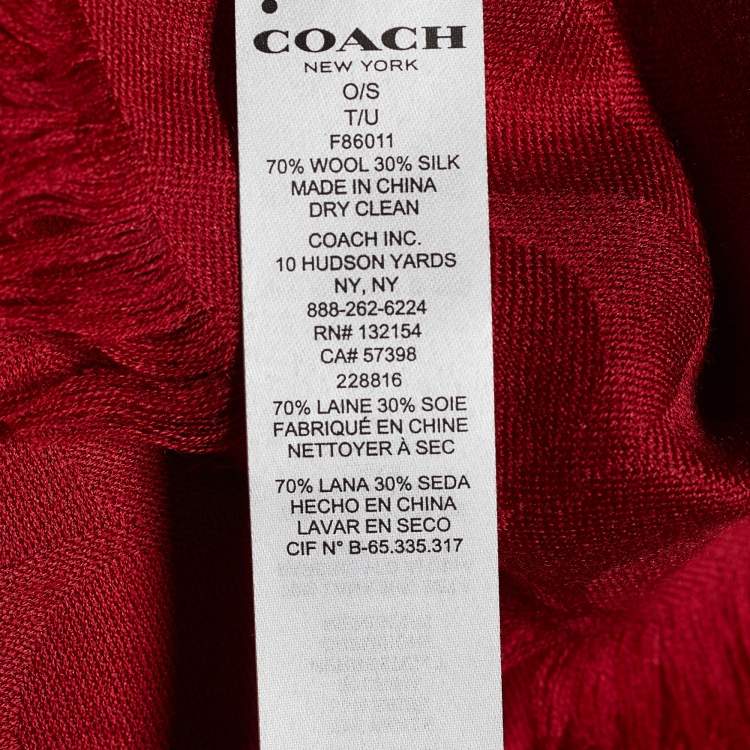 COACH
NEW YORK
O/S
T/U
F86011
70% WOOL 30% SILK
MADE IN CHINA
DRY CLEAN
COACH INC.
10 HUDSON YARDS
NY, NY
888-262-6224
RN# 132154
CA# 57398
228816
70% LAINE 30% SOIE
FABRIQUÉ EN CHINE
NETTOYER À SEC
70% LANA 30% SEDA
HECHO EN CHINA
LAVAR EN SECO
CIF N° B-65.335.317